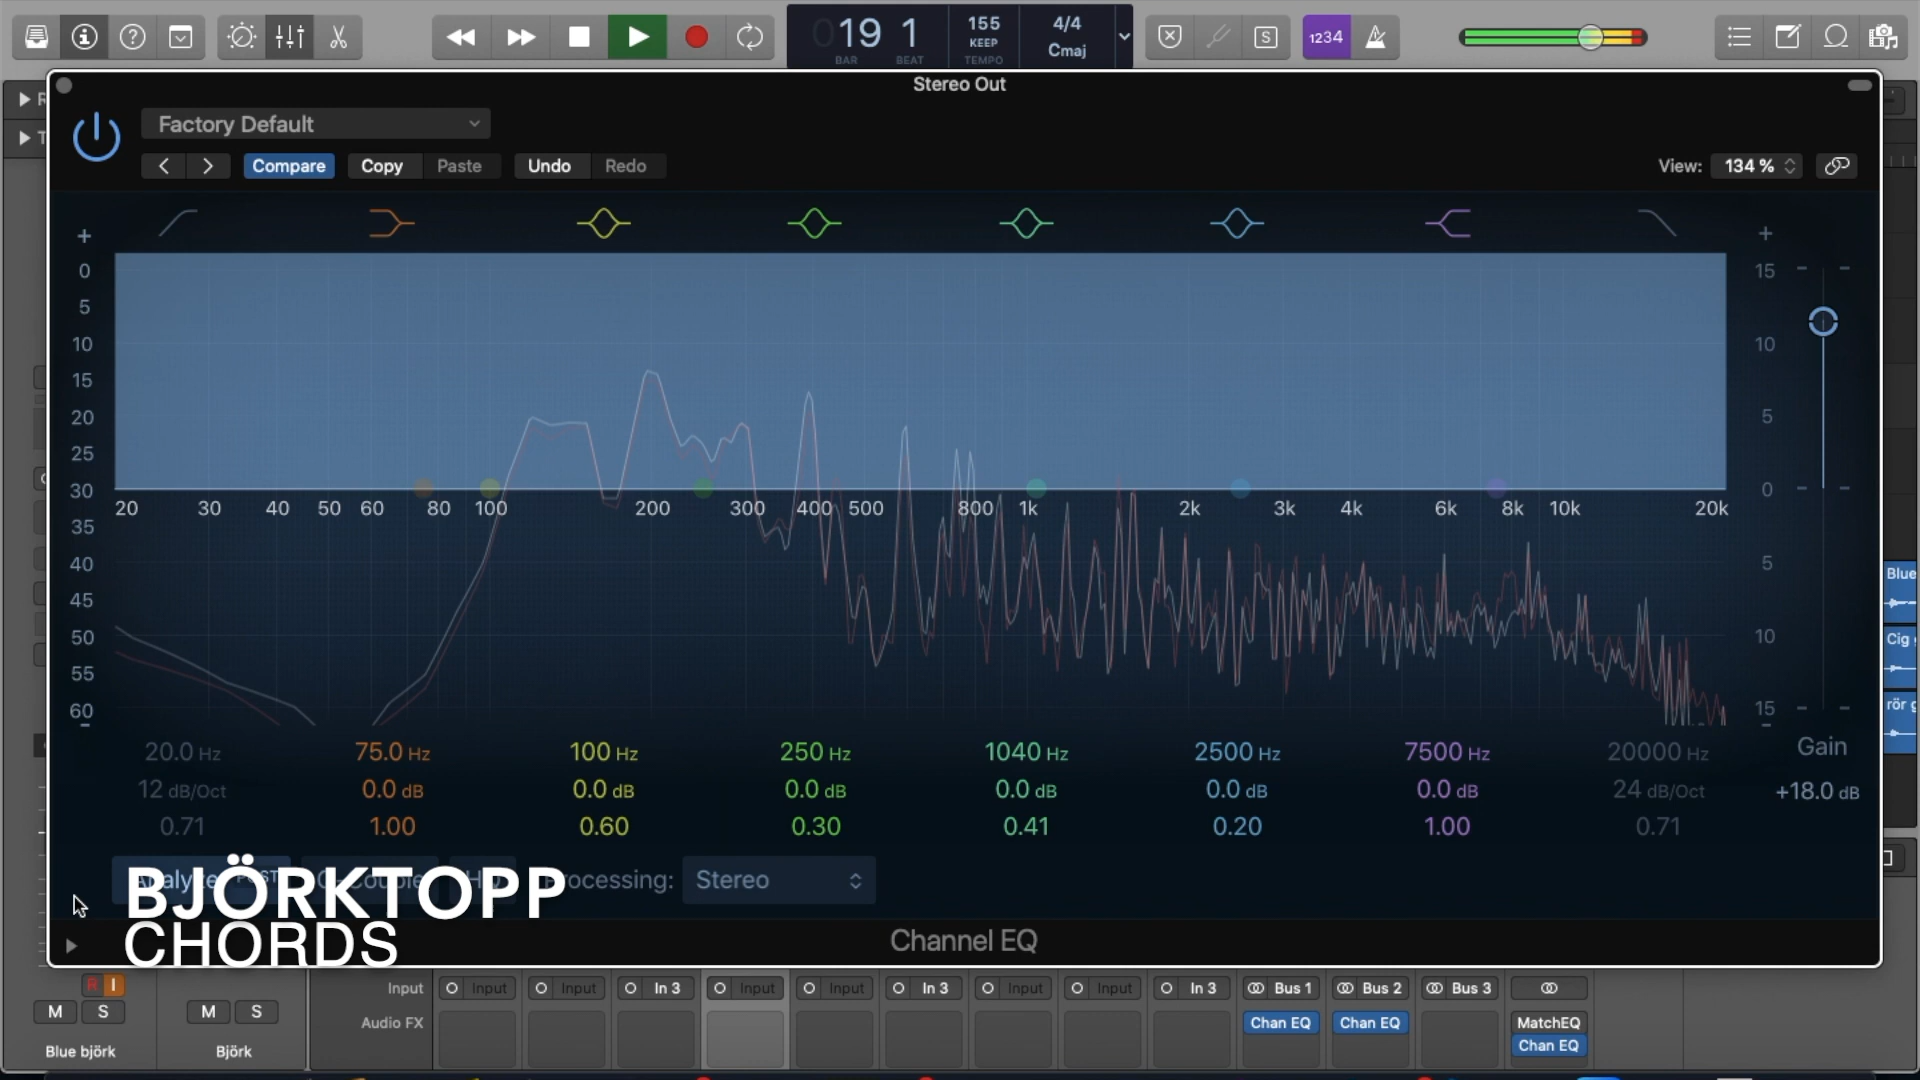 19 1 155 4/4
KEEP Cmaj
BAR BEAT TEMPO
1234
Stereo Out
Factory Default
Compare Copy Paste Undo Redo
View: 134 %
+ +
0 15
5
10 10
15
20 5
25
30 0
20 30 40 50 60 80 100 200 300 400 500 800 1k 2k 3k 4k 6k 8k 10k 20k
35
40 5
45
50 10
55
60 15
20.0 Hz 75.0 Hz 100 Hz 250 Hz 1040 Hz 2500 Hz 7500 Hz 20000 Hz Gain
12 dB/Oct 0.0 dB 0.0 dB 0.0 dB 0.0 dB 0.0 dB 0.0 dB 24 dB/Oct +18.0 dB
0.71 1.00 0.60 0.30 0.41 0.20 1.00 0.71
Processing: Stereo
BJÖRKTOPP
CHORDS
Channel EQ
Blue
Cig
rör g
R I
Input Input Input In 3 Input Input In 3 Input Input In 3 Bus 1 Bus 2 Bus 3
M S M S
Audio FX Chan EQ Chan EQ MatchEQ
Chan EQ
Blue björk Björk